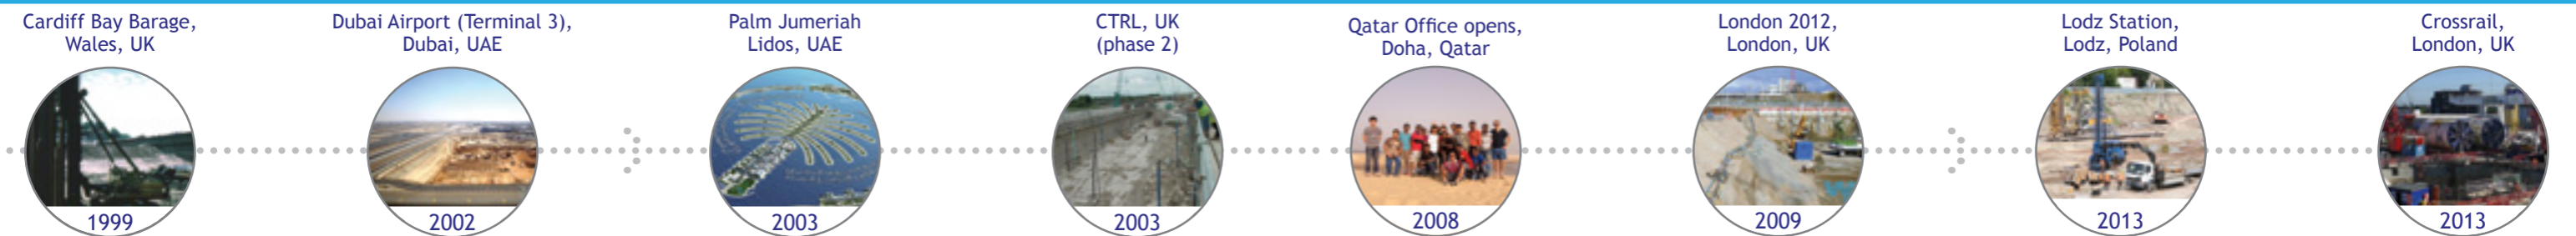 Cardiff Bay Barage,
Wales, UK
1999
Dubai Airport (Terminal 3),
Dubai, UAE
2002
Palm Jumeriah
Lidos, UAE
2003
CTRL, UK
(phase 2)
2003
Qatar Office opens,
Doha, Qatar
2008
London 2012,
London, UK
2009
Lodz Station,
Lodz, Poland
2013
Crossrail,
London, UK
2013